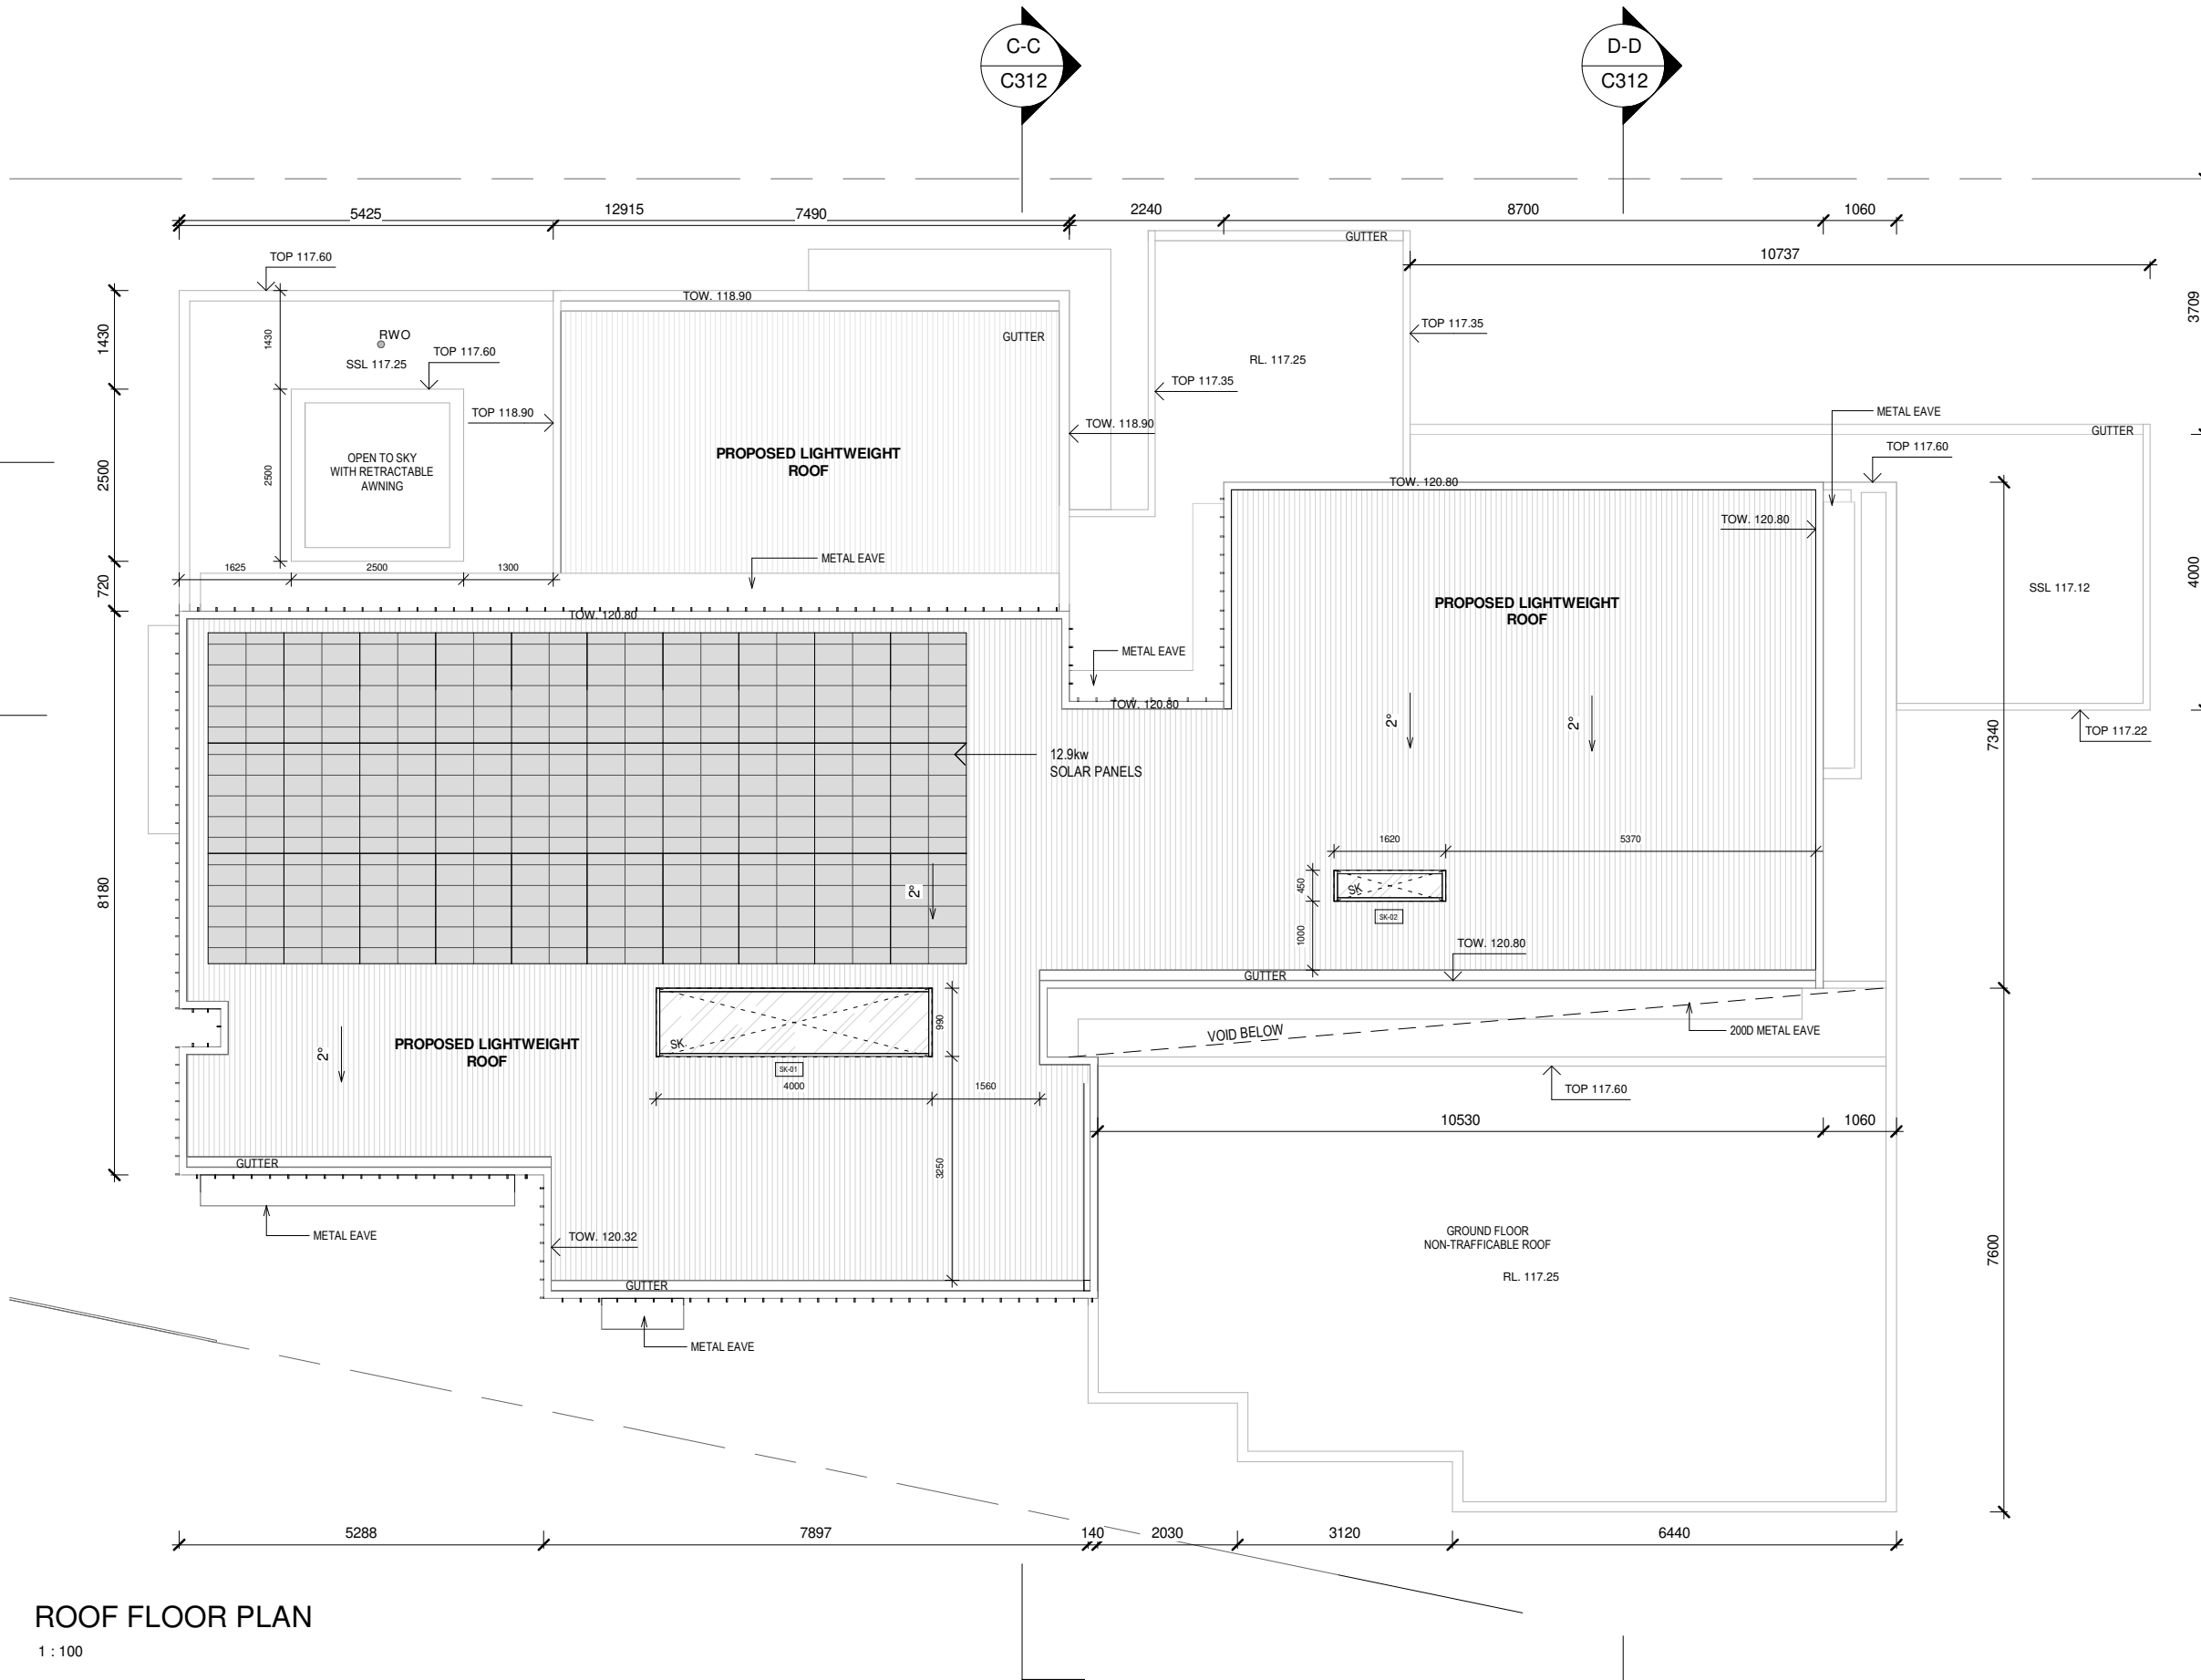 C-C
C312
D-D
C312
5425
12915
7490
2240
8700
1060
GUTTER
10737
TOP 117.60
TOW. 118.90
3709
1430
1430
RWO
SSL 117.25
TOP 117.60
GUTTER
TOP 117.35
RL. 117.25
TOP 117.35
TOP 118.90
TOW. 118.90
METAL EAVE
GUTTER
TOP 117.60
2500
2500
OPEN TO SKY
WITH RETRACTABLE
AWNING
PROPOSED LIGHTWEIGHT
ROOF
TOW. 120.80
TOW. 120.80
METAL EAVE
1625
2500
1300
720
4000
SSL 117.12
TOW. 120.80
PROPOSED LIGHTWEIGHT
ROOF
METAL EAVE
TOW. 120.80
2°
2°
7340
TOP 117.22
12.9kw
SOLAR PANELS
1620
5370
8180
2°
450
SK
SK-02
1000
TOW. 120.80
GUTTER
990
SK
VOID BELOW
200D METAL EAVE
2°
PROPOSED LIGHTWEIGHT
ROOF
SK-01
4000
1560
TOP 117.60
10530
1060
GUTTER
3250
METAL EAVE
TOW. 120.32
GROUND FLOOR
NON-TRAFFICABLE ROOF
RL. 117.25
7600
GUTTER
METAL EAVE
5288
7897
140
2030
3120
6440
ROOF FLOOR PLAN
1 : 100